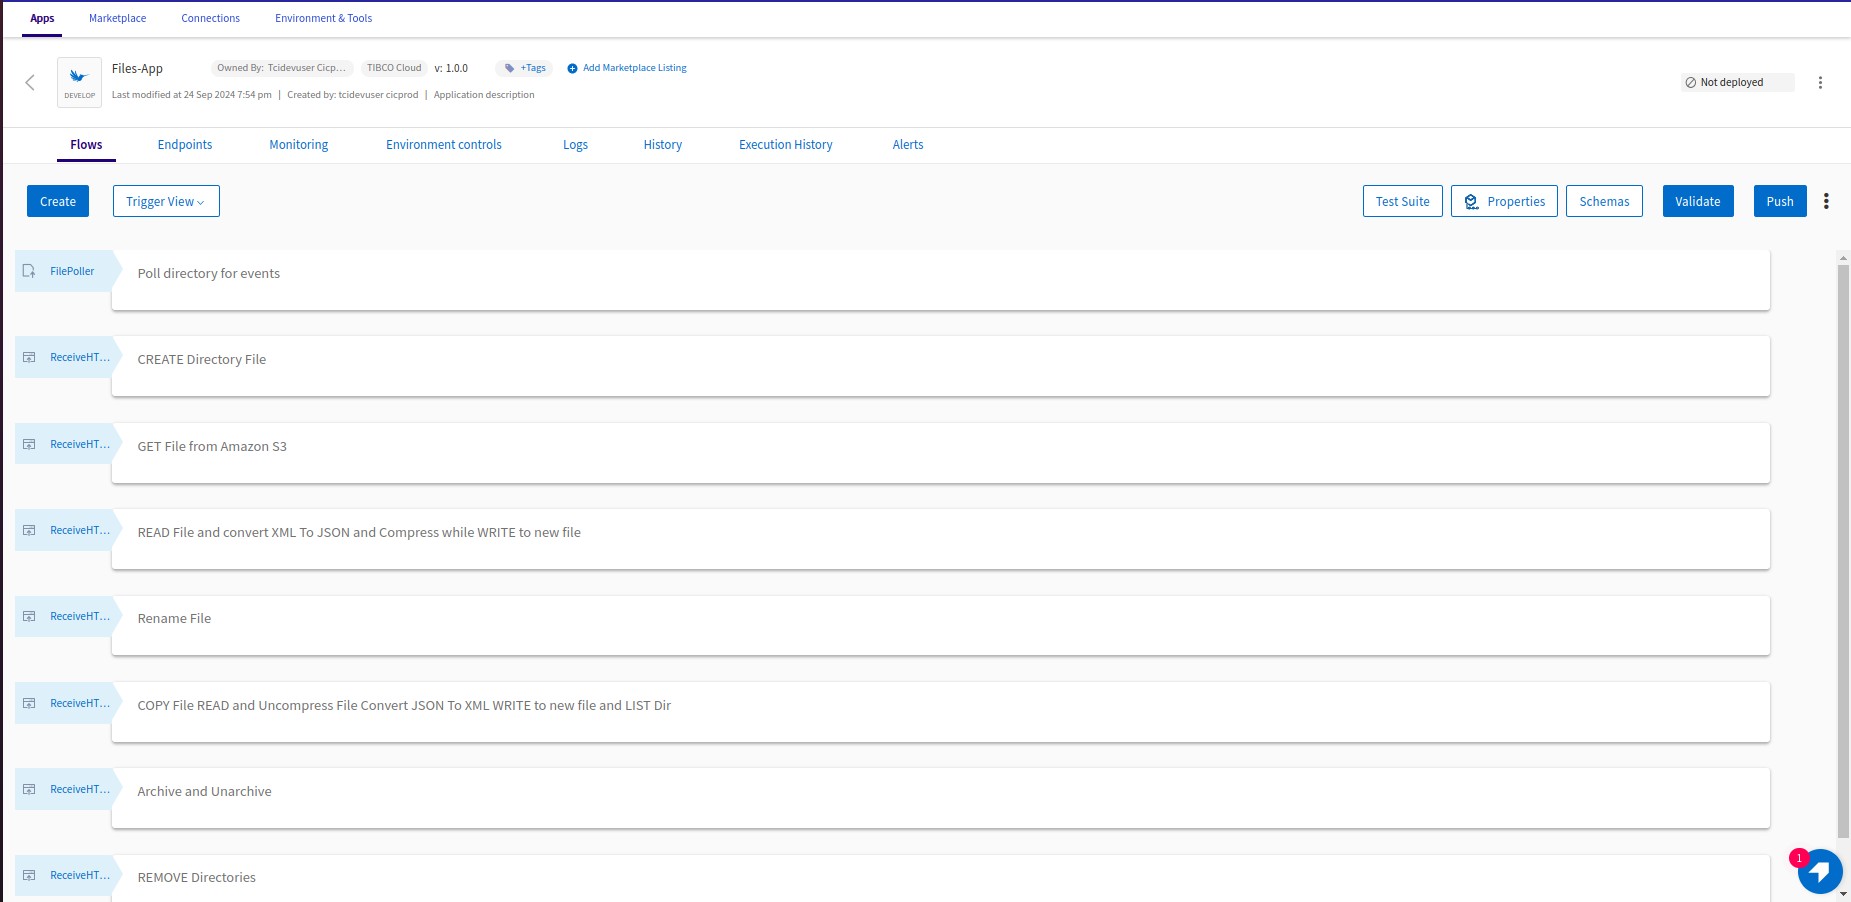 Apps Marketplace Connections Environment & Tools
Files-App Owned By: Tcidevuser Cicp... TIBCO Cloud v: 1.0.0 +Tags Add Marketplace Listing
DEVELOP
Last modified at 24 Sep 2024 7:54 pm | Created by: tcidevuser cicprod | Application description
Not deployed
Flows Endpoints Monitoring Environment controls Logs History Execution History Alerts
Create Trigger View Test Suite Properties Schemas Validate Push
FilePoller Poll directory for events
ReceiveHT... CREATE Directory File
ReceiveHT... GET File from Amazon S3
ReceiveHT... READ File and convert XML To JSON and Compress while WRITE to new file
ReceiveHT... Rename File
ReceiveHT... COPY File READ and Uncompress File Convert JSON To XML WRITE to new file and LIST Dir
ReceiveHT... Archive and Unarchive
1
ReceiveHT... REMOVE Directories